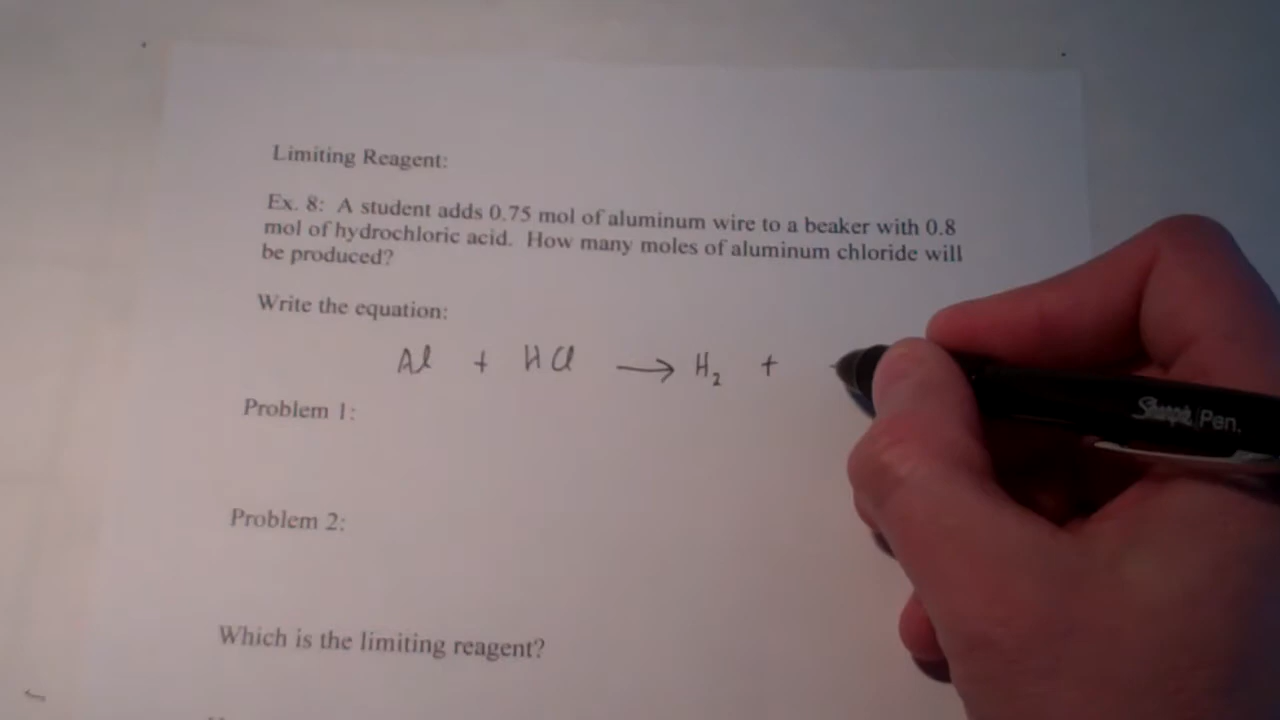 Limiting Reagent:
Ex. 8: A student adds 0.75 mol of aluminum wire to a beaker with 0.8
mol of hydrochloric acid. How many moles of aluminum chloride will
be produced?
Write the equation:
Al + HCl → H₂ +
Sharpie Pen.
Problem 1:
Problem 2:
Which is the limiting reagent?